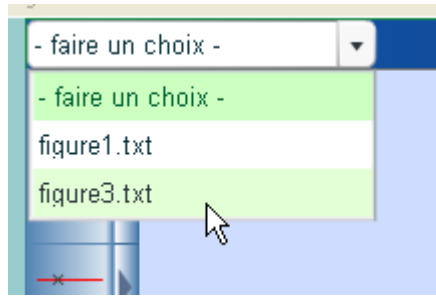 - faire un choix -
- faire un choix -
figure1.txt
figure3.txt